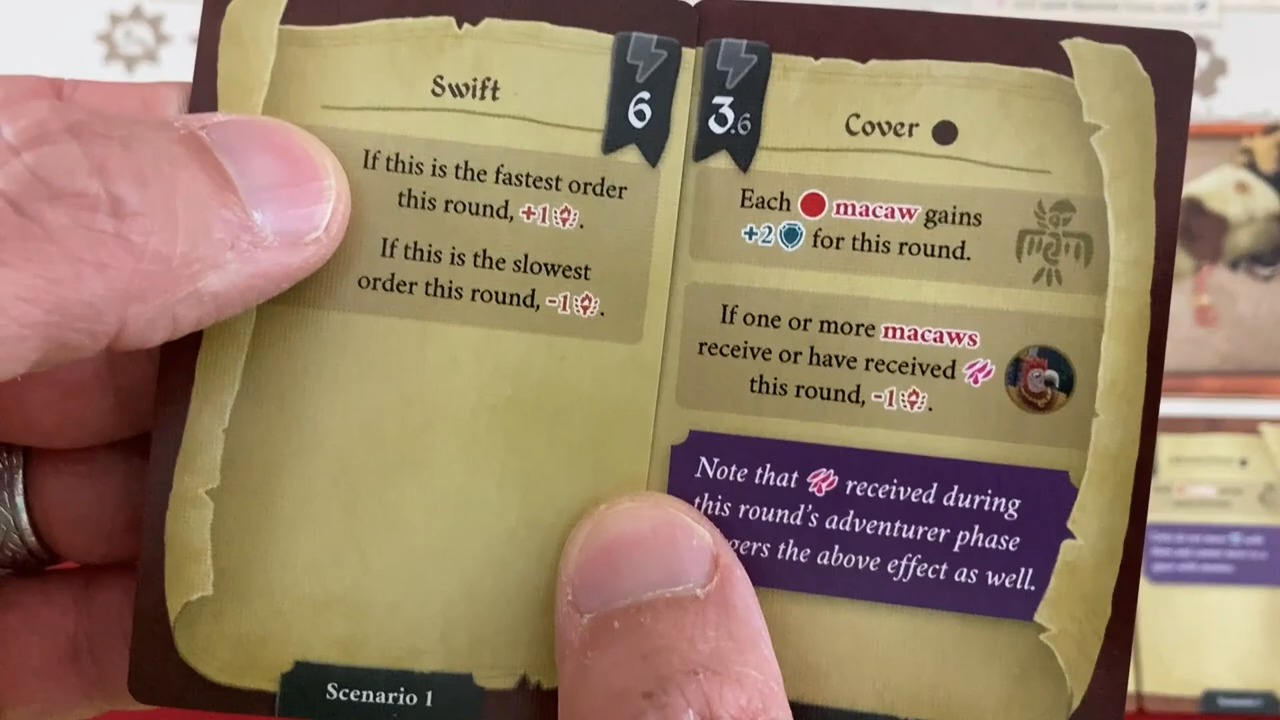 Swift
6
If this is the fastest order
this round, +1.
If this is the slowest
order this round, -1.
Scenario 1
3.6
Cover
Each macaw gains
+2 for this round.
If one or more macaws
receive or have received
this round, -1.
Note that received during
this round's adventurer phase
the above effect as well.